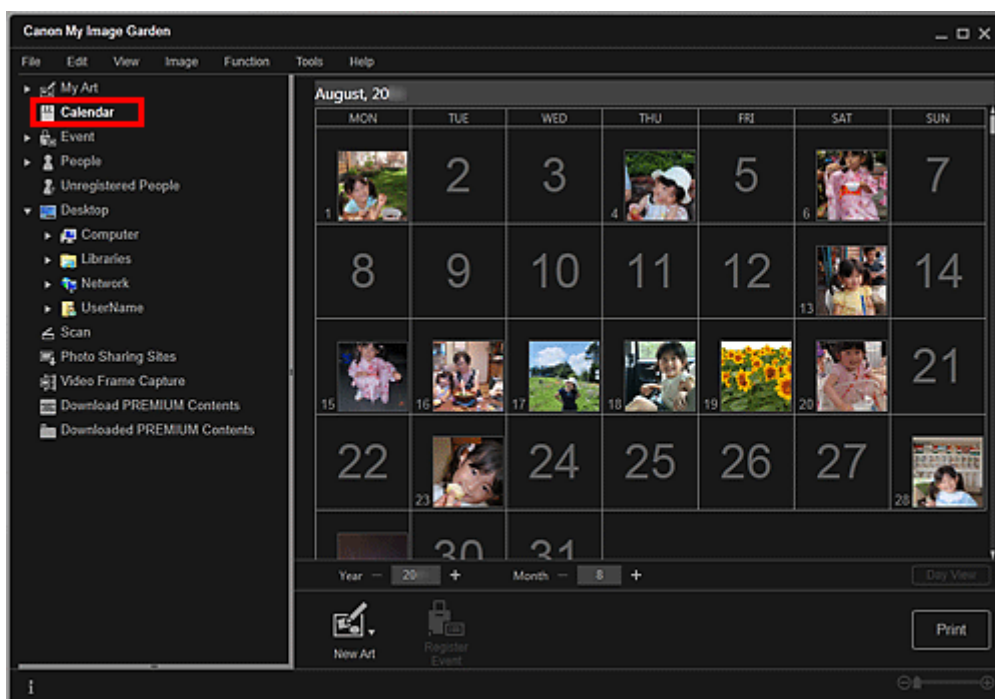 Canon My Image Garden
File Edit View Image Function Tools Help
My Art
Calendar
Event
People
Unregistered People
Desktop
Computer
Libraries
Network
UserName
Scan
Photo Sharing Sites
Video Frame Capture
Download PREMIUM Contents
Downloaded PREMIUM Contents
August, 20
MON TUE WED THU FRI SAT SUN
1 2 3 4 5 6 7
8 9 10 11 12 13 14
15 16 17 18 19 20 21
22 23 24 25 26 27 28
30 31
Year − 20 + Month − 8 + Day View
New Art
Register
Event
Print
i